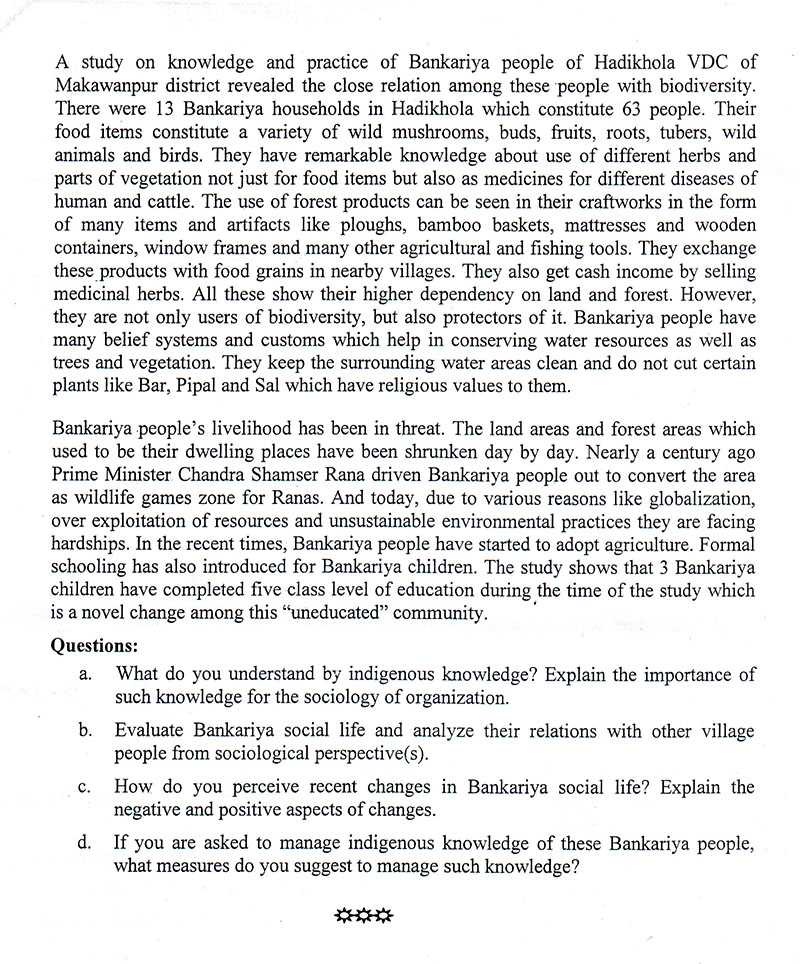 A study on knowledge and practice of Bankariya people of Hadikhola VDC of
Makawanpur district revealed the close relation among these people with biodiversity.
There were 13 Bankariya households in Hadikhola which constitute 63 people. Their
food items constitute a variety of wild mushrooms, buds, fruits, roots, tubers, wild
animals and birds. They have remarkable knowledge about use of different herbs and
parts of vegetation not just for food items but also as medicines for different diseases of
human and cattle. The use of forest products can be seen in their craftworks in the form
of many items and artifacts like ploughs, bamboo baskets, mattresses and wooden
containers, window frames and many other agricultural and fishing tools. They exchange
these products with food grains in nearby villages. They also get cash income by selling
medicinal herbs. All these show their higher dependency on land and forest. However,
they are not only users of biodiversity, but also protectors of it. Bankariya people have
many belief systems and customs which help in conserving water resources as well as
trees and vegetation. They keep the surrounding water areas clean and do not cut certain
plants like Bar, Pipal and Sal which have religious values to them.
Bankariya people's livelihood has been in threat. The land areas and forest areas which
used to be their dwelling places have been shrunken day by day. Nearly a century ago
Prime Minister Chandra Shamser Rana driven Bankariya people out to convert the area
as wildlife games zone for Ranas. And today, due to various reasons like globalization,
over exploitation of resources and unsustainable environmental practices they are facing
hardships. In the recent times, Bankariya people have started to adopt agriculture. Formal
schooling has also introduced for Bankariya children. The study shows that 3 Bankariya
children have completed five class level of education during the time of the study which
is a novel change among this “uneducated” community.
Questions:
a. What do you understand by indigenous knowledge? Explain the importance of
such knowledge for the sociology of organization.
b. Evaluate Bankariya social life and analyze their relations with other village
people from sociological perspective(s).
c. How do you perceive recent changes in Bankariya social life? Explain the
negative and positive aspects of changes.
d. If you are asked to manage indigenous knowledge of these Bankariya people,
what measures do you suggest to manage such knowledge?